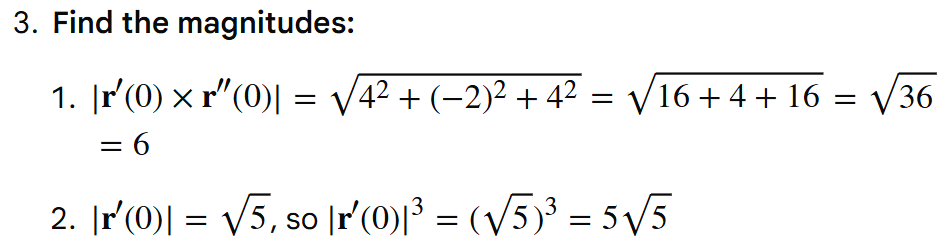 3. Find the magnitudes:
1. |r′(0) × r″(0)| = √(4² + (−2)² + 4²) = √(16 + 4 + 16) = √36
= 6
2. |r′(0)| = √5, so |r′(0)|³ = (√5)³ = 5√5